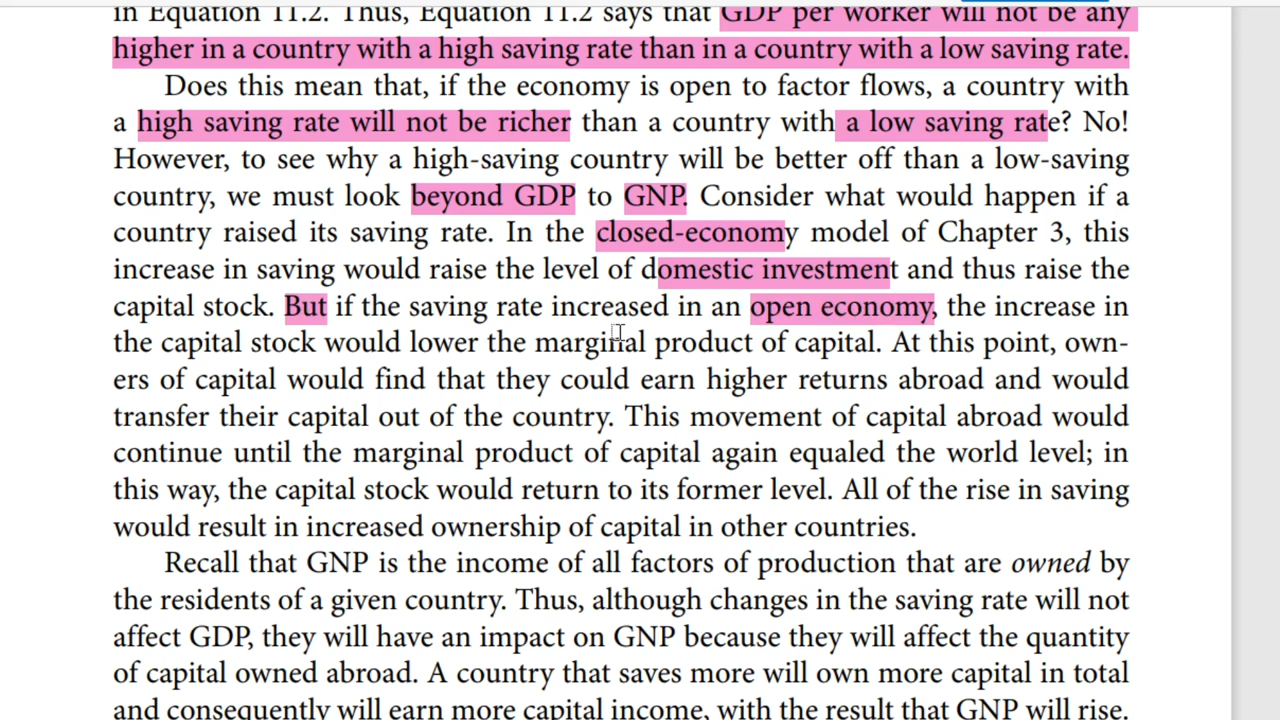 in Equation 11.2. Thus, Equation 11.2 says that GDP per worker will not be any
higher in a country with a high saving rate than in a country with a low saving rate.
Does this mean that, if the economy is open to factor flows, a country with
a high saving rate will not be richer than a country with a low saving rate? No!
However, to see why a high-saving country will be better off than a low-saving
country, we must look beyond GDP to GNP. Consider what would happen if a
country raised its saving rate. In the closed-economy model of Chapter 3, this
increase in saving would raise the level of domestic investment and thus raise the
capital stock. But if the saving rate increased in an open economy, the increase in
the capital stock would lower the marginal product of capital. At this point, own-
ers of capital would find that they could earn higher returns abroad and would
transfer their capital out of the country. This movement of capital abroad would
continue until the marginal product of capital again equaled the world level; in
this way, the capital stock would return to its former level. All of the rise in saving
would result in increased ownership of capital in other countries.
Recall that GNP is the income of all factors of production that are owned by
the residents of a given country. Thus, although changes in the saving rate will not
affect GDP, they will have an impact on GNP because they will affect the quantity
of capital owned abroad. A country that saves more will own more capital in total
and consequently will earn more capital income, with the result that GNP will rise.